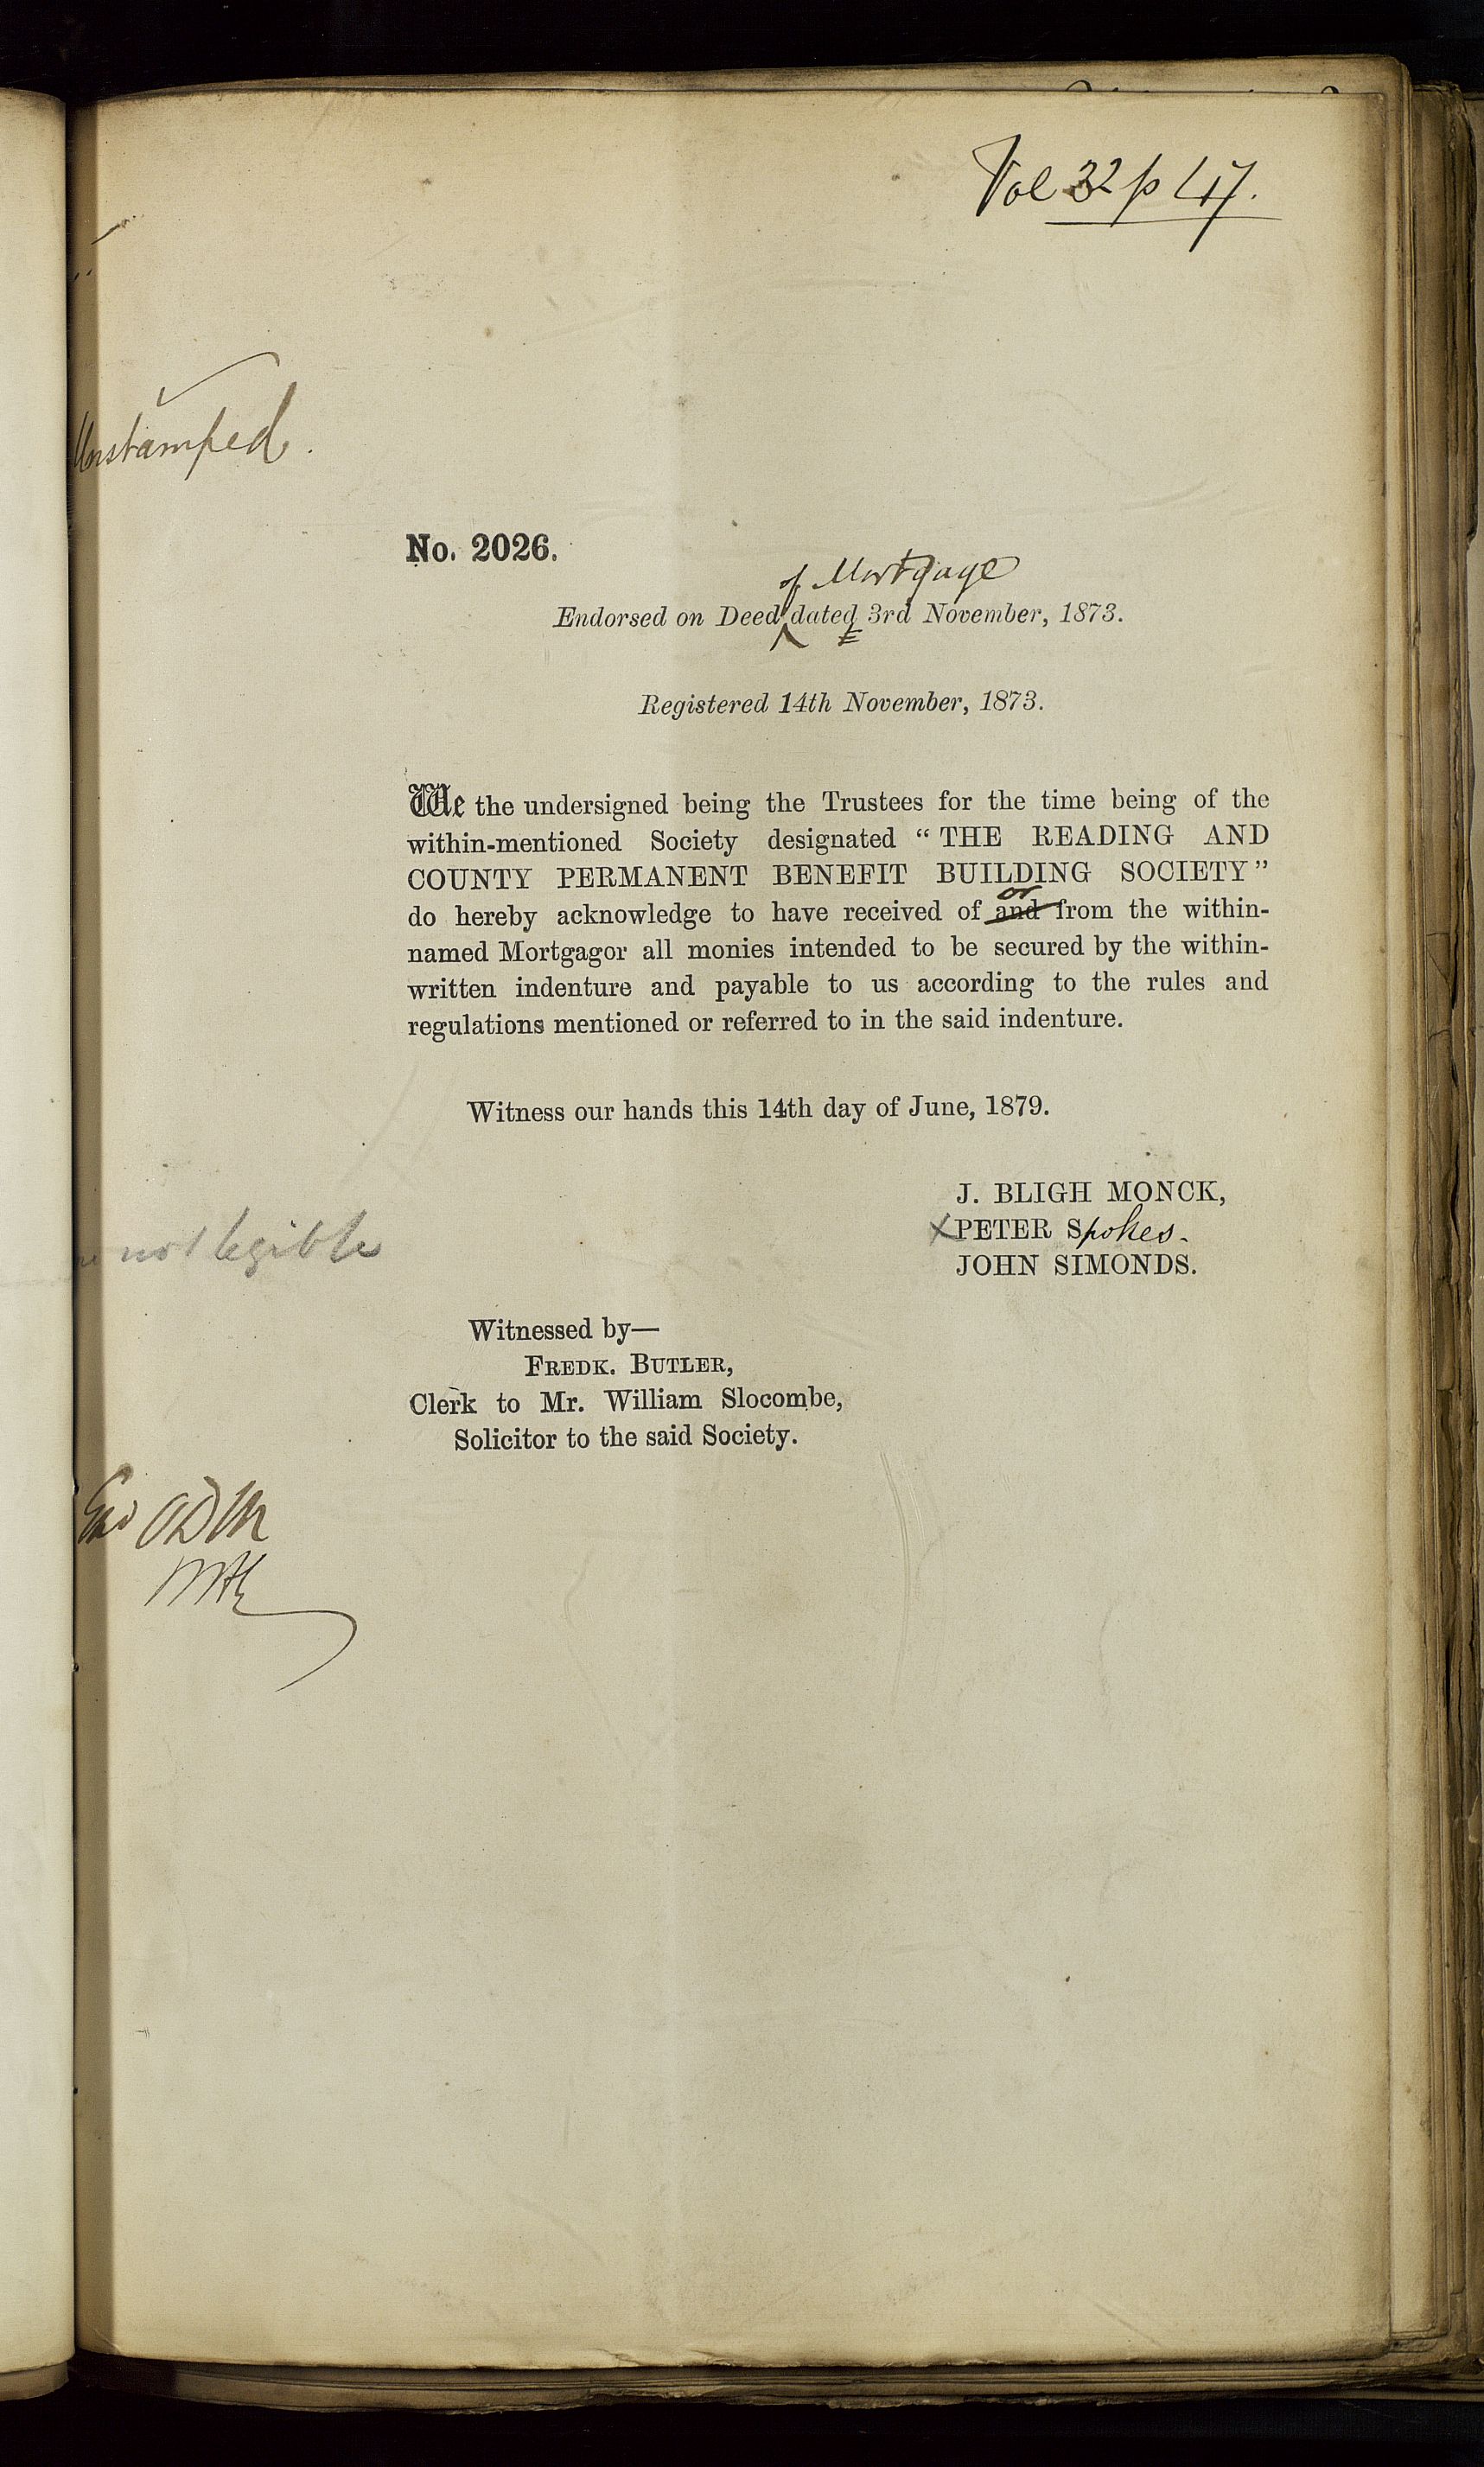 Vol 32 p 47.
Unstamped.
No. 2026.
of Mortgage
Endorsed on Deed dated 3rd November, 1873.
Registered 14th November, 1873.
We the undersigned being the Trustees for the time being of the
within-mentioned Society designated “THE READING AND
COUNTY PERMANENT BENEFIT BUILDING SOCIETY”
or
do hereby acknowledge to have received of and from the within-
named Mortgagor all monies intended to be secured by the within-
written indenture and payable to us according to the rules and
regulations mentioned or referred to in the said indenture.
Witness our hands this 14th day of June, 1879.
J. BLIGH MONCK,
X PETER Spokes.
JOHN SIMONDS.
not legible
Witnessed by—
FREDK. BUTLER,
Clerk to Mr. William Slocombe,
Solicitor to the said Society.